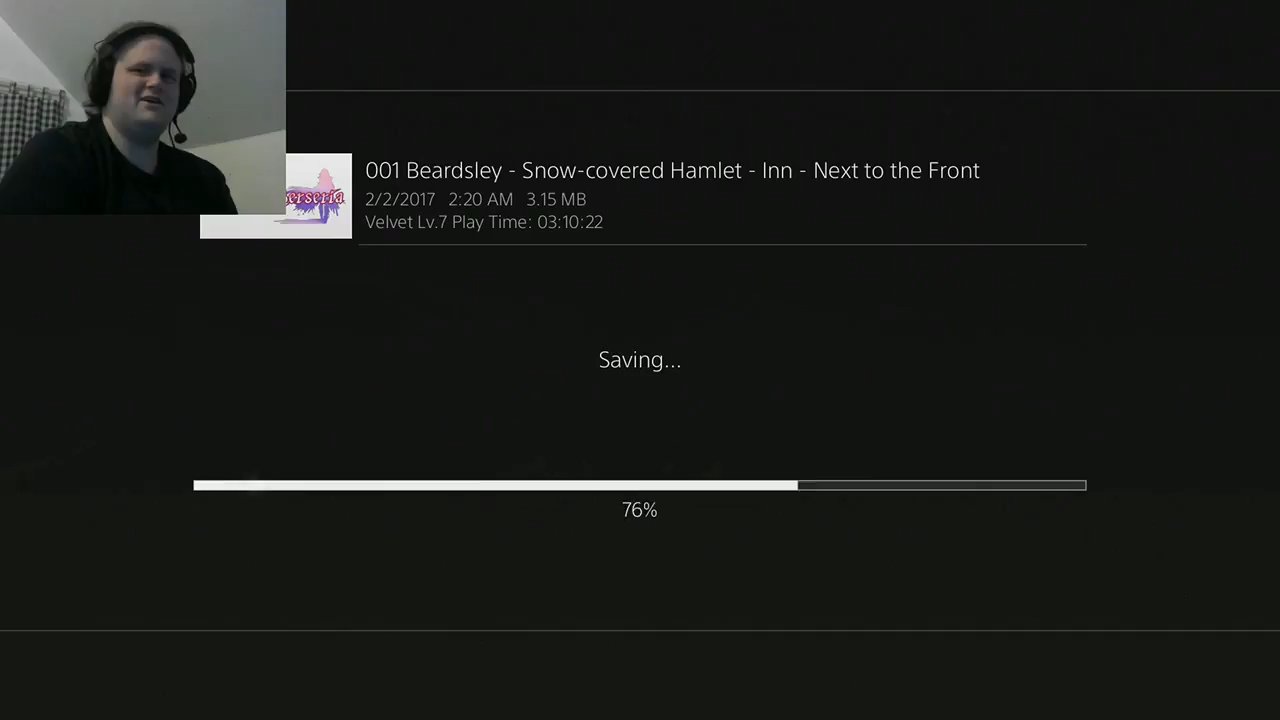 001 Beardsley - Snow-covered Hamlet - Inn - Next to the Front
erseria
2/2/2017 2:20 AM 3.15 MB
Velvet Lv.7 Play Time: 03:10:22
Saving...
76%